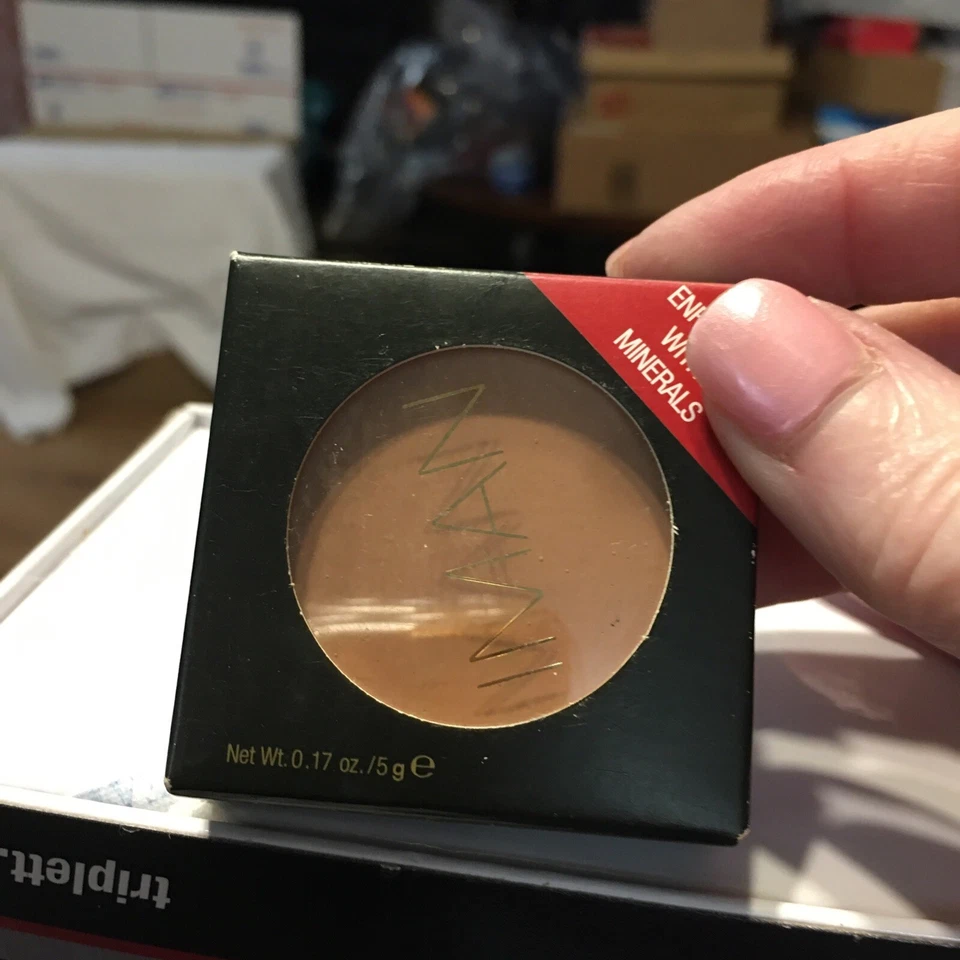 MINERALS
IMAN
Net Wt. 0.17 oz./5 g ℮
triplett